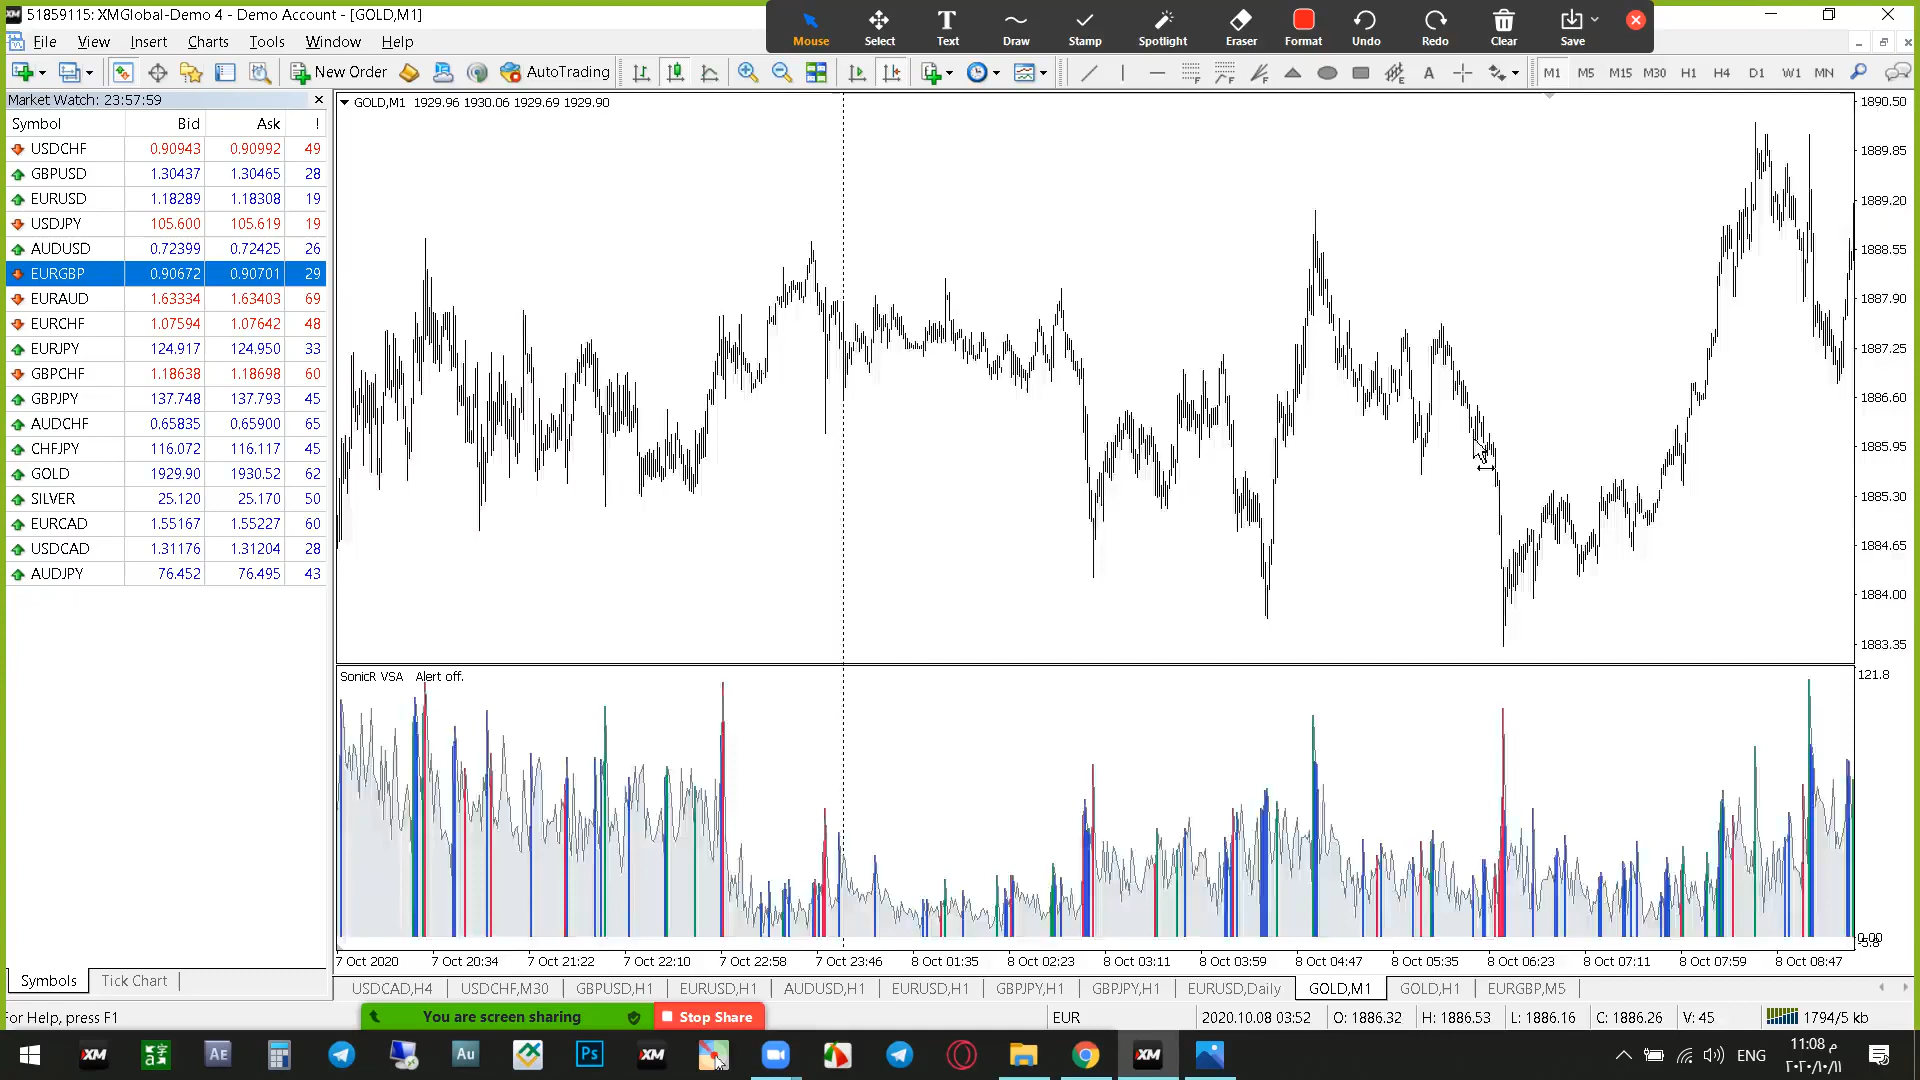 51859115: XMGlobal-Demo 4 - Demo Account - [GOLD,M1]
Mouse Select Text Draw Stamp Spotlight Eraser Format Undo Redo Clear Save
File View Insert Charts Tools Window Help
New Order AutoTrading M1 M5 M15 M30 H1 H4 D1 W1 MN
Market Watch: 23:57:59
Symbol Bid Ask !
USDCHF 0.90943 0.90992 49
GBPUSD 1.30437 1.30465 28
EURUSD 1.18289 1.18308 19
USDJPY 105.600 105.619 19
AUDUSD 0.72399 0.72425 26
EURGBP 0.90672 0.90701 29
EURAUD 1.63334 1.63403 69
EURCHF 1.07594 1.07642 48
EURJPY 124.917 124.950 33
GBPCHF 1.18638 1.18698 60
GBPJPY 137.748 137.793 45
AUDCHF 0.65835 0.65900 65
CHFJPY 116.072 116.117 45
GOLD 1929.90 1930.52 62
SILVER 25.120 25.170 50
EURCAD 1.55167 1.55227 60
USDCAD 1.31176 1.31204 28
AUDJPY 76.452 76.495 43
Symbols Tick Chart
GOLD,M1 1929.96 1930.06 1929.69 1929.90
1890.50
1889.85
1889.20
1888.55
1887.90
1887.25
1886.60
1885.95
1885.30
1884.65
1884.00
1883.35
SonicR VSA Alert off.
121.8
0.00
7 Oct 2020 7 Oct 20:34 7 Oct 21:22 7 Oct 22:10 7 Oct 22:58 7 Oct 23:46 8 Oct 01:35 8 Oct 02:23 8 Oct 03:11 8 Oct 03:59 8 Oct 04:47 8 Oct 05:35 8 Oct 06:23 8 Oct 07:11 8 Oct 07:59 8 Oct 08:47
USDCAD,H4 USDCHF,M30 GBPUSD,H1 EURUSD,H1 AUDUSD,H1 EURUSD,H1 GBPJPY,H1 GBPJPY,H1 EURUSD,Daily GOLD,M1 GOLD,H1 EURGBP,M5
For Help, press F1
You are screen sharing Stop Share
EUR 2020.10.08 03:52 O: 1886.32 H: 1886.53 L: 1886.16 C: 1886.26 V: 45 1794/5 kb
XM Ae Au Ps XM XM
ENG
11:08 م
٢٠٢٠/١٠/١١